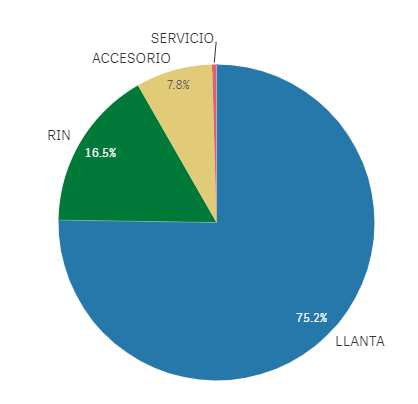 SERVICIO
ACCESORIO
7.8%
RIN
16.5%
75.2%
LLANTA